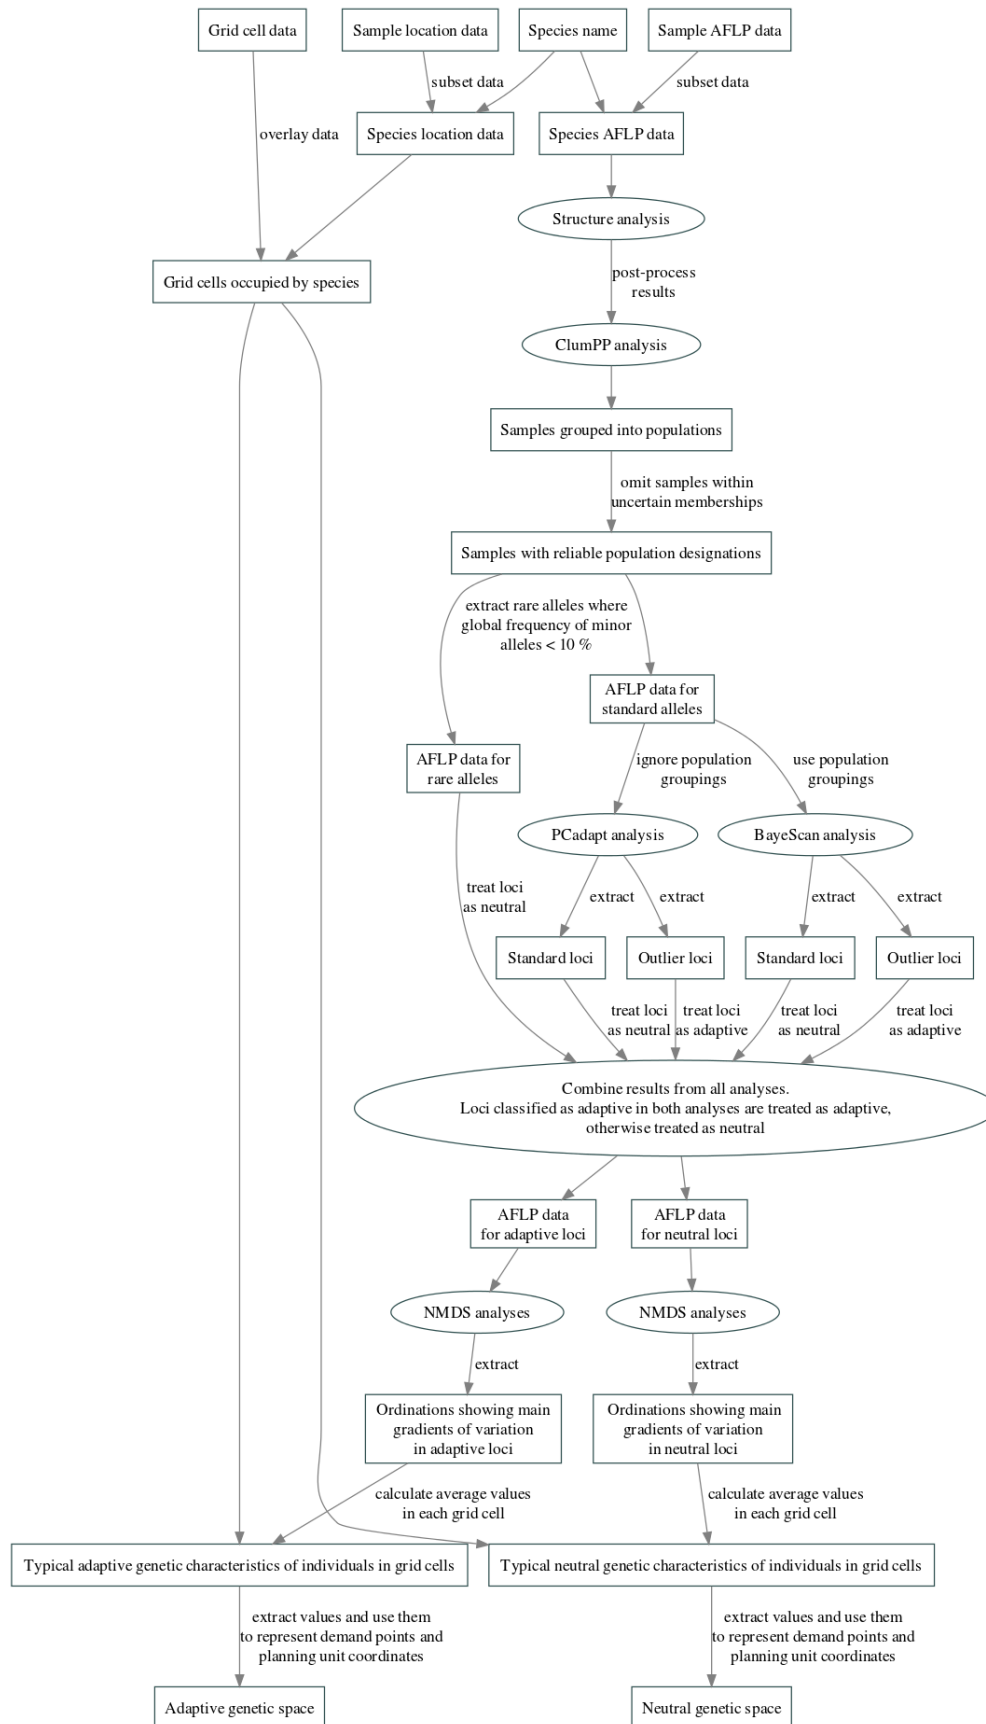 Grid cell data
Sample location data
Species name
Sample AFLP data
subset data
subset data
overlay data
Species location data
Species AFLP data
Structure analysis
post-process
results
Grid cells occupied by species
ClumPP analysis
Samples grouped into populations
omit samples within
uncertain memberships
Samples with reliable population designations
extract rare alleles where
global frequency of minor
alleles < 10 %
AFLP data for
standard alleles
AFLP data for
rare alleles
ignore population
groupings
use population
groupings
PCadapt analysis
BayeScan analysis
treat loci
as neutral
extract
extract
extract
extract
Standard loci
Outlier loci
Standard loci
Outlier loci
treat loci
as neutral
treat loci
as adaptive
treat loci
as neutral
treat loci
as adaptive
Combine results from all analyses.
Loci classified as adaptive in both analyses are treated as adaptive,
otherwise treated as neutral
AFLP data
for adaptive loci
AFLP data
for neutral loci
NMDS analyses
NMDS analyses
extract
extract
Ordinations showing main
gradients of variation
in adaptive loci
Ordinations showing main
gradients of variation
in neutral loci
calculate average values
in each grid cell
calculate average values
in each grid cell
Typical adaptive genetic characteristics of individuals in grid cells
Typical neutral genetic characteristics of individuals in grid cells
extract values and use them
to represent demand points and
planning unit coordinates
extract values and use them
to represent demand points and
planning unit coordinates
Adaptive genetic space
Neutral genetic space